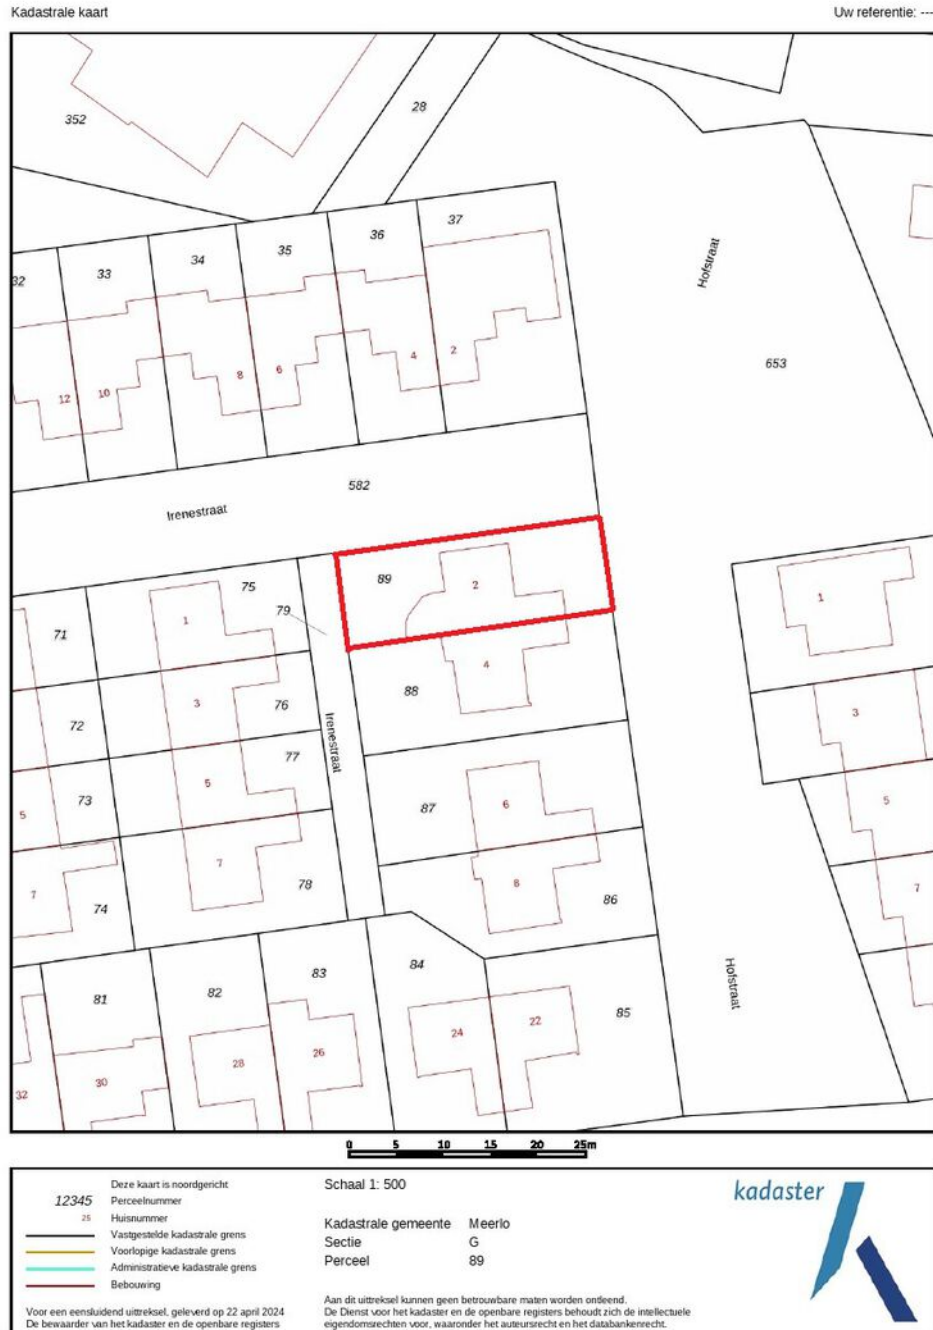 Kadastrale kaart
Uw referentie: ---
352
28
37
36
35
34
33
32
Hofstraat
653
12
10
8
6
4
2
582
Irenestraat
89
2
75
79
1
71
1
4
88
3
76
72
3
Irenestraat
77
5
73
5
87
6
5
7
78
7
74
8
86
7
84
83
82
81
Hofstraat
85
22
24
26
28
30
32
0 5 10 15 20 25m
Deze kaart is noordgericht
12345 Perceelnummer
25 Huisnummer
Vastgestelde kadastrale grens
Voorlopige kadastrale grens
Administratieve kadastrale grens
Bebouwing
Voor een eensluidend uittreksel, geleverd op 22 april 2024
De bewaarder van het kadaster en de openbare registers
Schaal 1: 500
Kadastrale gemeente Meerlo
Sectie G
Perceel 89
Aan dit uittreksel kunnen geen betrouwbare maten worden ontleend.
De Dienst voor het kadaster en de openbare registers behoudt zich de intellectuele
eigendomsrechten voor, waaronder het auteursrecht en het databankenrecht.
kadaster